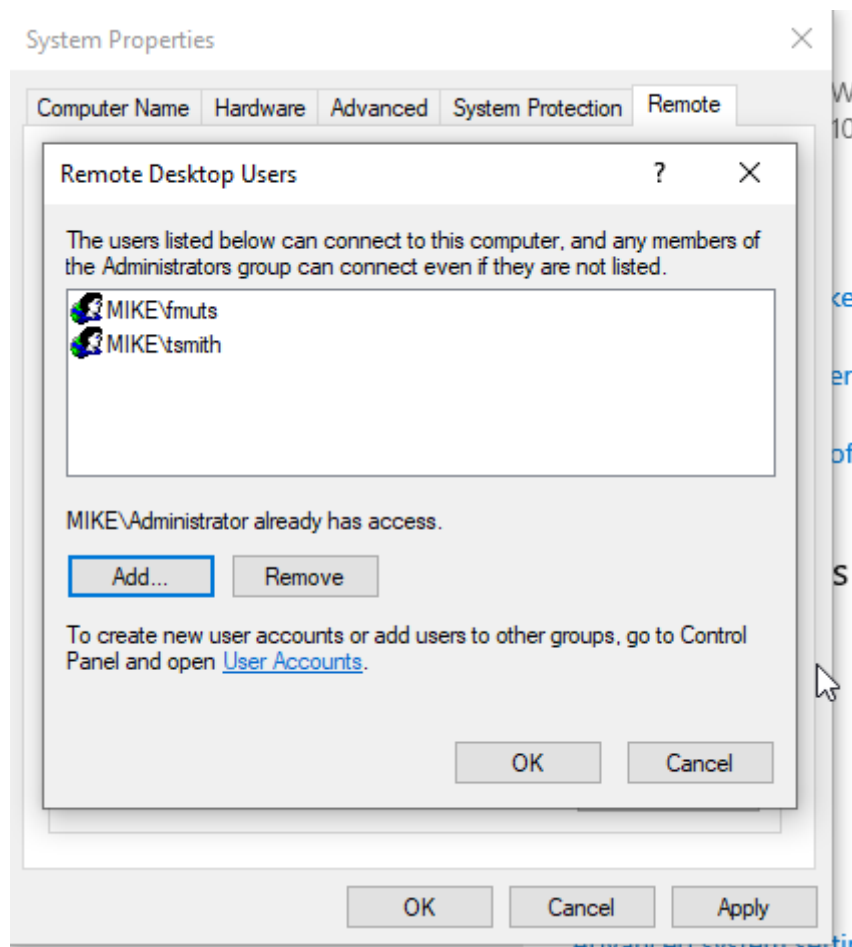 System Properties
Computer Name
Hardware
Advanced
System Protection
Remote
Remote Desktop Users
?
The users listed below can connect to this computer, and any members of
the Administrators group can connect even if they are not listed.
MIKE\fmuts
MIKE\tsmith
MIKE\Administrator already has access.
Add...
Remove
To create new user accounts or add users to other groups, go to Control
Panel and open User Accounts.
OK
Cancel
OK
Cancel
Apply